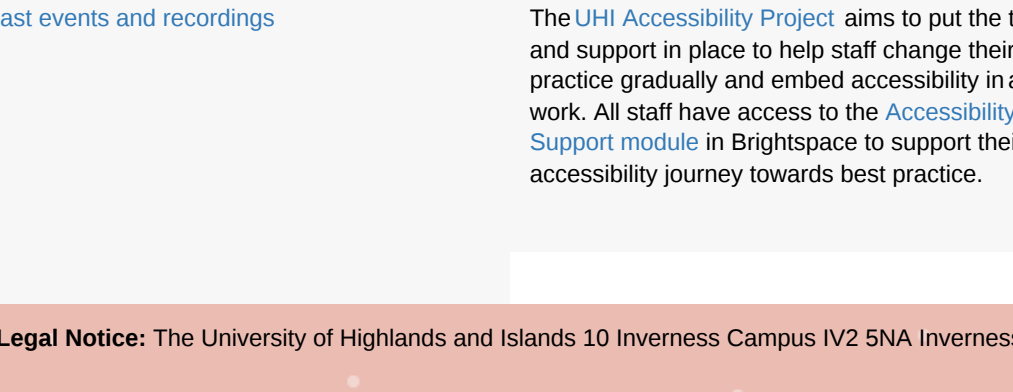 ast events and recordings
The UHI Accessibility Project aims to put the t
and support in place to help staff change their
practice gradually and embed accessibility in a
work. All staff have access to the Accessibility
Support module in Brightspace to support thei
accessibility journey towards best practice.
Legal Notice: The University of Highlands and Islands 10 Inverness Campus IV2 5NA Inverness